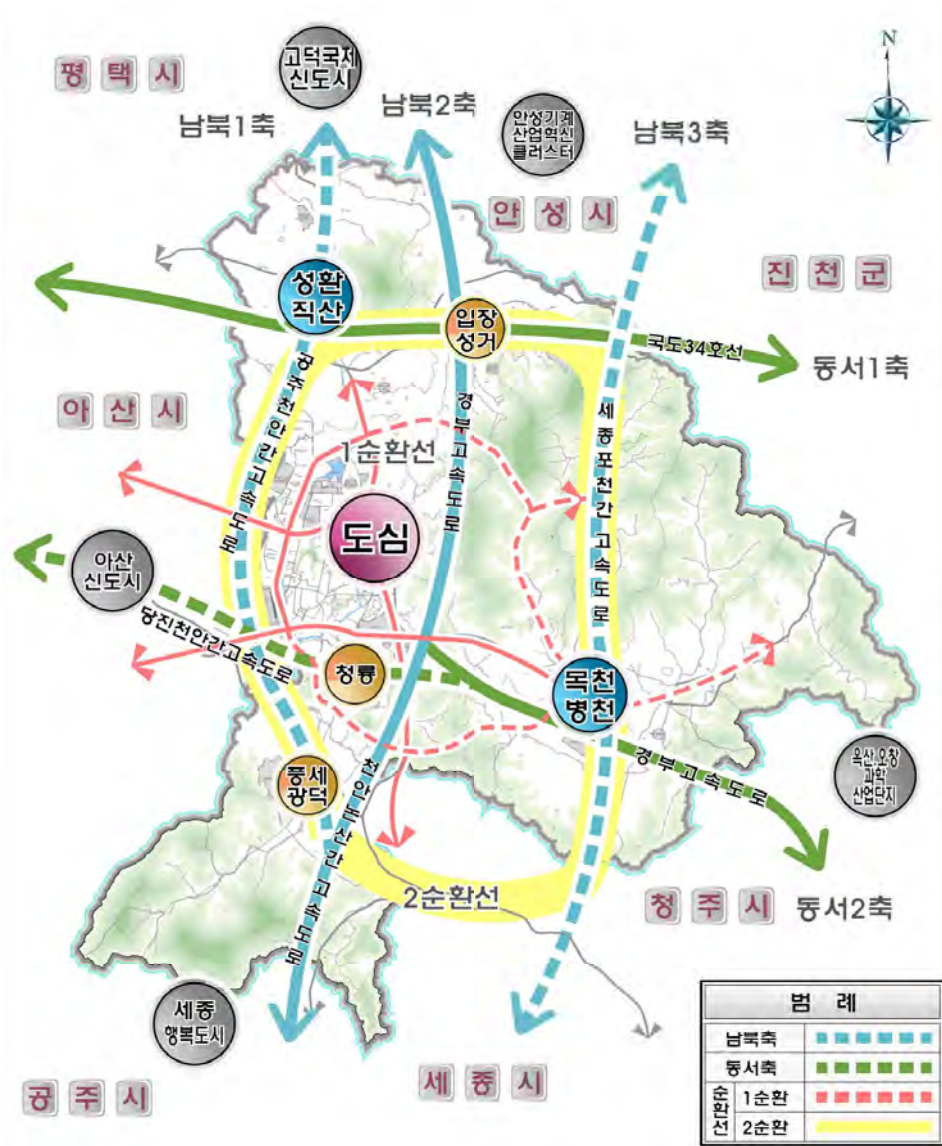 고덕국제
신도시
평택시
N
남북1축
남북2축
안성기계
산업혁신
클러스터
남북3축
안성시
진천군
성환
직산
입장
성거
국도34호선
동서1축
아산시
공주천안간고속도로
경부고속도로
세종포천간고속도로
1순환선
도심
아산
신도시
당진천안간고속도로
청룡
목천
병천
풍세
광덕
천안논산간고속도로
경부고속도로
옥산.오창
과학
산업단지
2순환선
청주시
동서2축
세종
행복도시
공주시
세종시
범 례
남북축
동서축
순환선
1순환
2순환